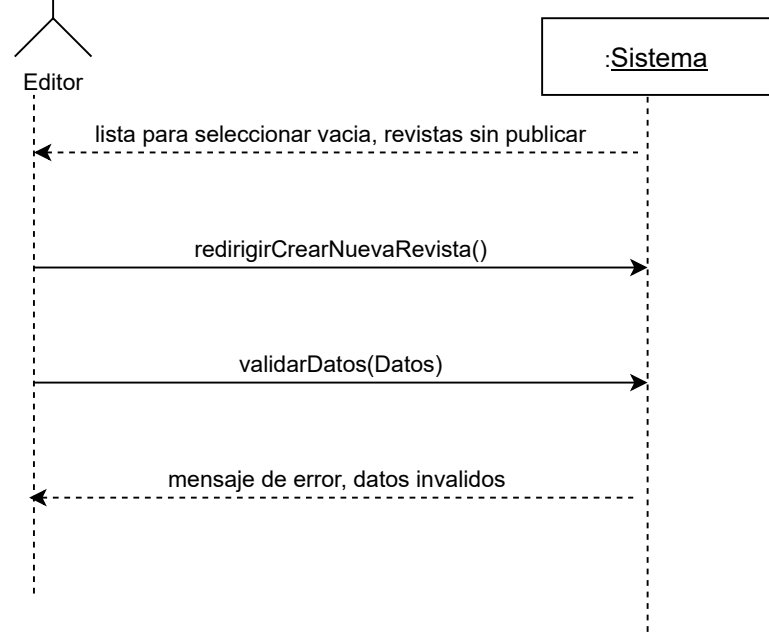 :Sistema
Editor
lista para seleccionar vacia, revistas sin publicar
redirigirCrearNuevaRevista()
validarDatos(Datos)
mensaje de error, datos invalidos